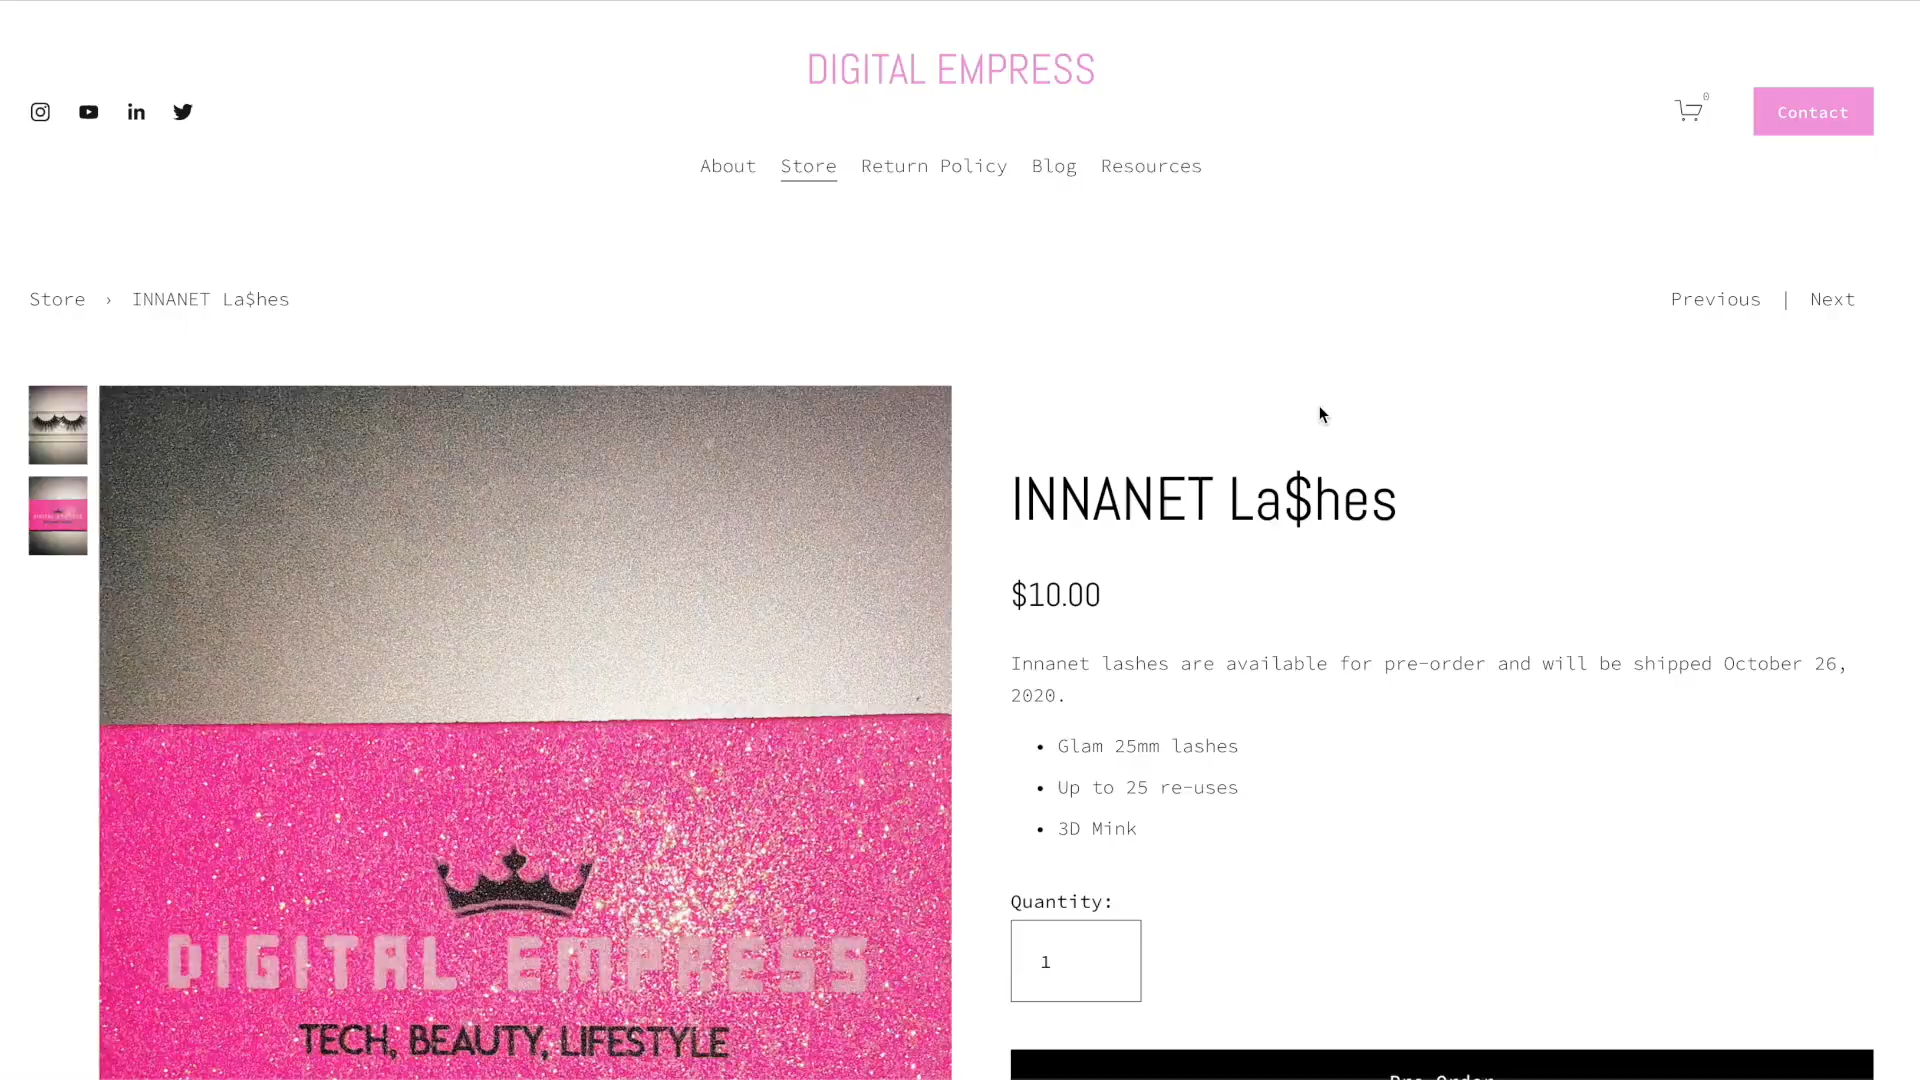 DIGITAL EMPRESS
0
Contact
About Store Return Policy Blog Resources
Store › INNANET La$hes
Previous | Next
INNANET La$hes
$10.00
Innanet lashes are available for pre-order and will be shipped October 26,
2020.
• Glam 25mm lashes
• Up to 25 re-uses
• 3D Mink
Quantity:
1
DIGITAL EMPRESS
TECH, BEAUTY, LIFESTYLE